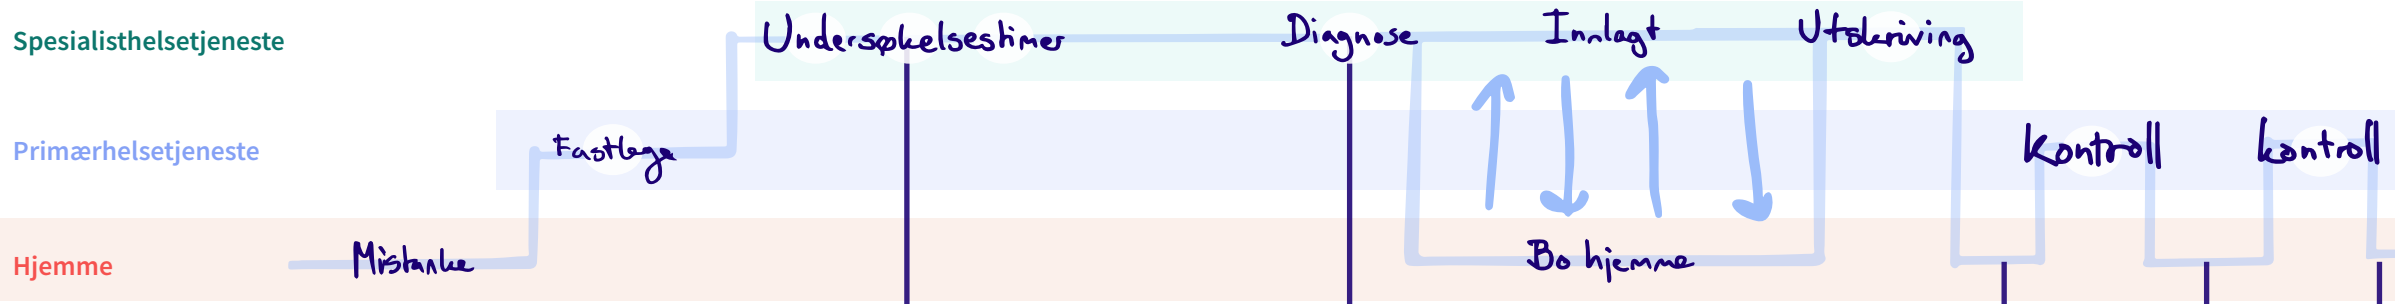 Spesialisthelsetjeneste
Undersøkelsestimer Diagnose Innlagt Utskriving
Primærhelsetjeneste
Fastlege Kontroll kontroll
Hjemme
Mistanke Bo hjemme